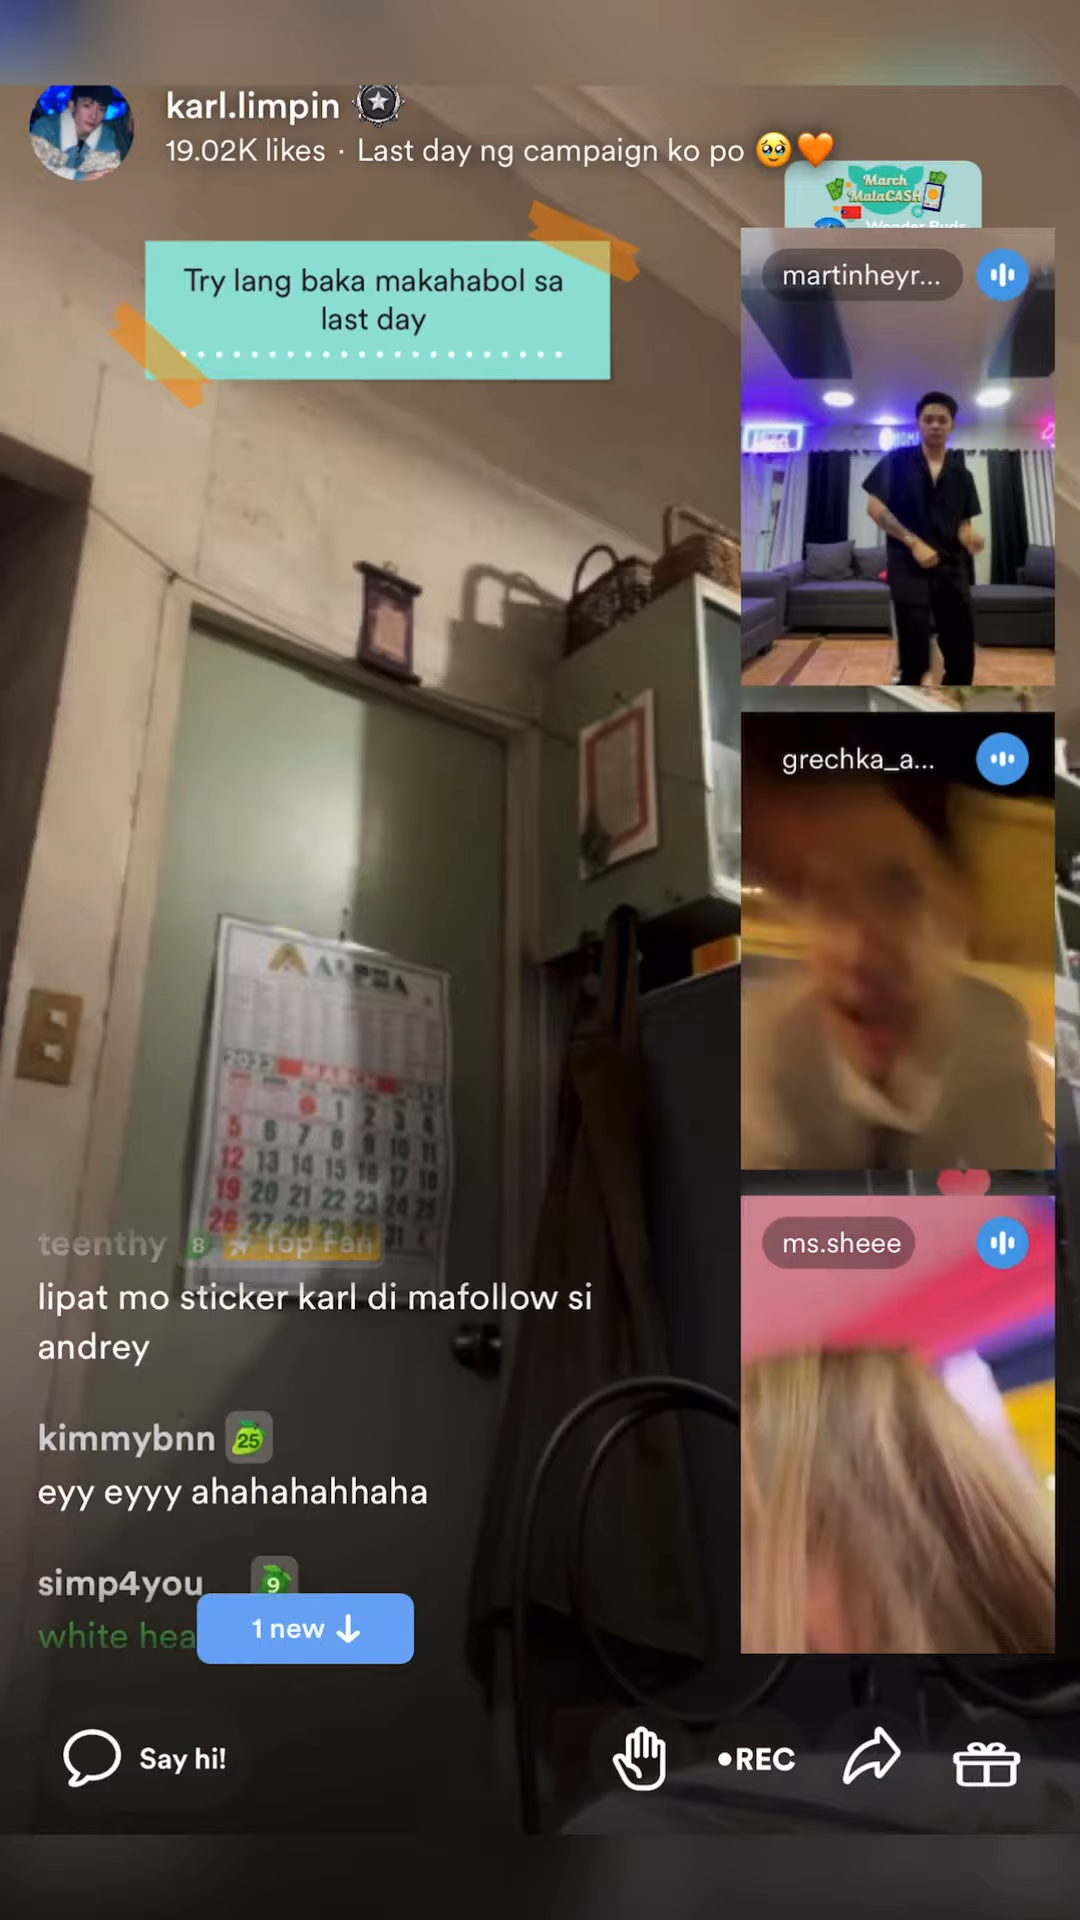 karl.limpin
19.02K likes · Last day ng campaign ko po 🥹🧡
March
MalaCASH
Wonder Buds
Try lang baka makahabol sa
last day
martinheyr...
grechka_a...
ALPHA
2023 MARCH
1 2 3 4
5 6 7 8 9 10 11
12 13 14 15 16 17 18
19 20 21 22 23 24 25
26 27 28 29 30 31
teenthy 8 Top Fan
lipat mo sticker karl di mafollow si
andrey
ms.sheee
kimmybnn 25
eyy eyyy ahahahahhaha
simp4you 9
white hea
1 new ↓
Say hi!
•REC